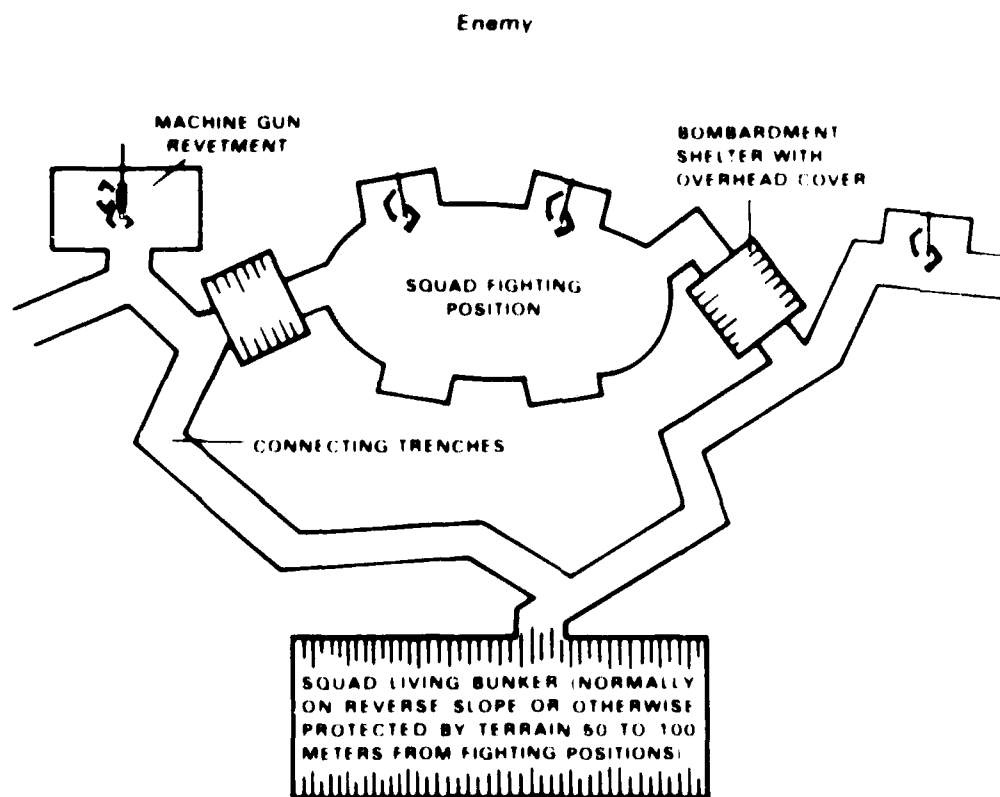 Enemy
MACHINE GUN
REVETMENT
BOMBARDMENT
SHELTER WITH
OVERHEAD COVER
SQUAD FIGHTING
POSITION
CONNECTING TRENCHES
SQUAD LIVING BUNKER (NORMALLY
ON REVERSE SLOPE OR OTHERWISE
PROTECTED BY TERRAIN 50 TO 100
METERS FROM FIGHTING POSITIONS)